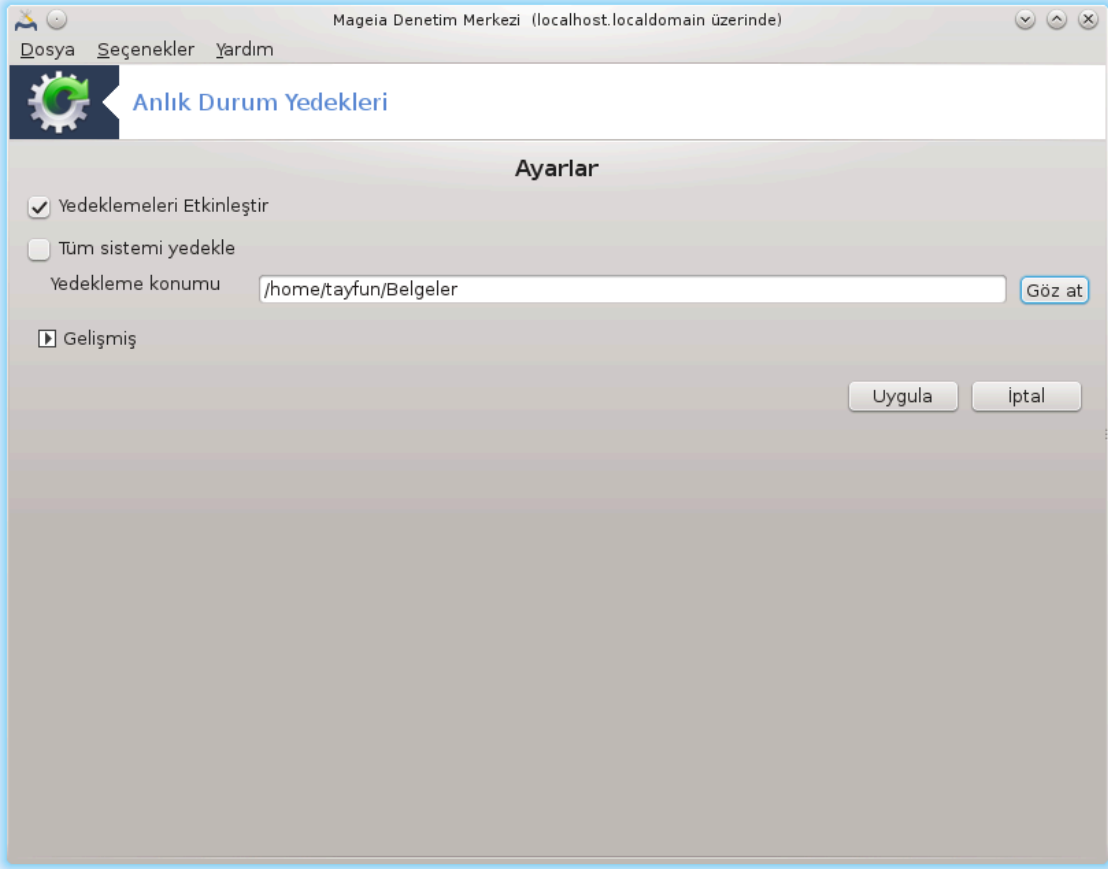 Mageia Denetim Merkezi (localhost.localdomain üzerinde)
Dosya Seçenekler Yardım
Anlık Durum Yedekleri
Ayarlar
Yedeklemeleri Etkinleştir
Tüm sistemi yedekle
Yedekleme konumu /home/tayfun/Belgeler Göz at
Gelişmiş
Uygula İptal